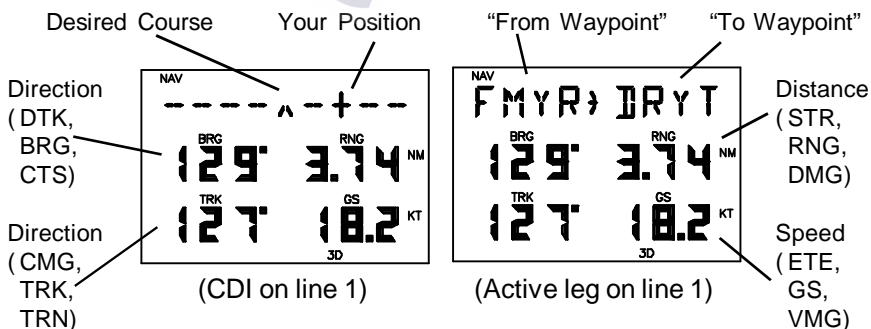 Desired Course Your Position "From Waypoint" "To Waypoint"
Direction
(DTK,
BRG,
CTS)
Direction
(CMG,
TRK,
TRN)
NAV
-----^-+--
BRG RNG
129° 3.74 NM
TRK GS
127° 18.2 KT
3D
(CDI on line 1)
NAV
FMYR→ DRYT
BRG RNG
129° 3.74 NM
TRK GS
127° 18.2 KT
3D
(Active leg on line 1)
Distance
(STR,
RNG,
DMG)
Speed
(ETE,
GS,
VMG)